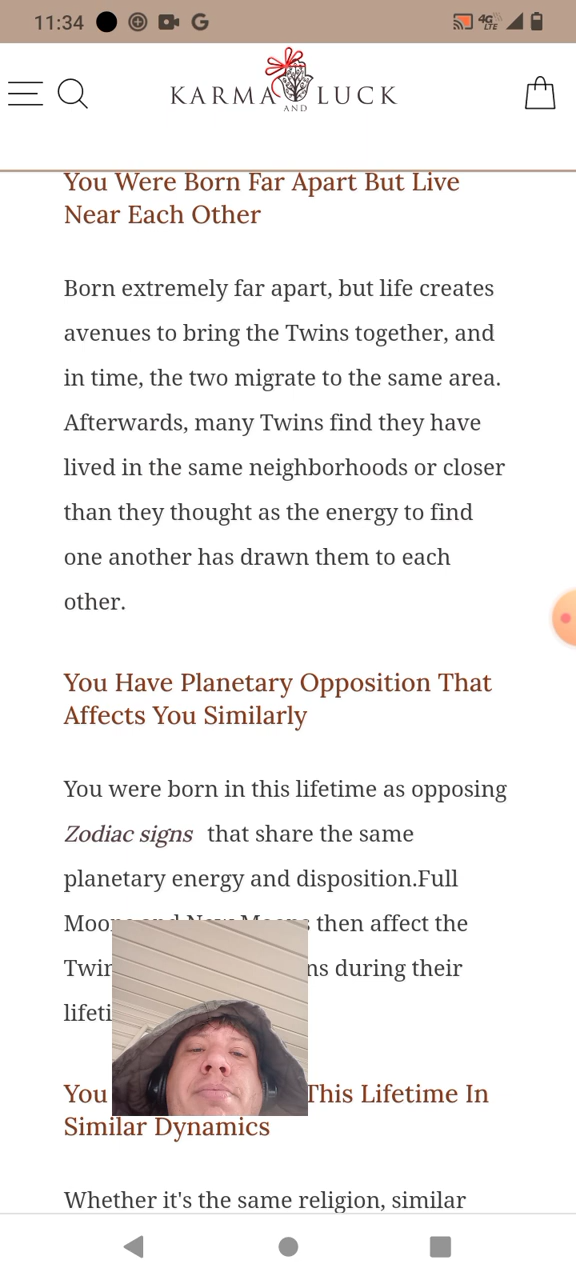 11:34
4G
LTE
KARMA AND LUCK
You Were Born Far Apart But Live
Near Each Other
Born extremely far apart, but life creates
avenues to bring the Twins together, and
in time, the two migrate to the same area.
Afterwards, many Twins find they have
lived in the same neighborhoods or closer
than they thought as the energy to find
one another has drawn them to each
other.
You Have Planetary Opposition That
Affects You Similarly
You were born in this lifetime as opposing
Zodiac signs that share the same
planetary energy and disposition.Full
Moons and New Moons then affect the
during their
You This Lifetime In
Similar Dynamics
Whether it's the same religion, similar